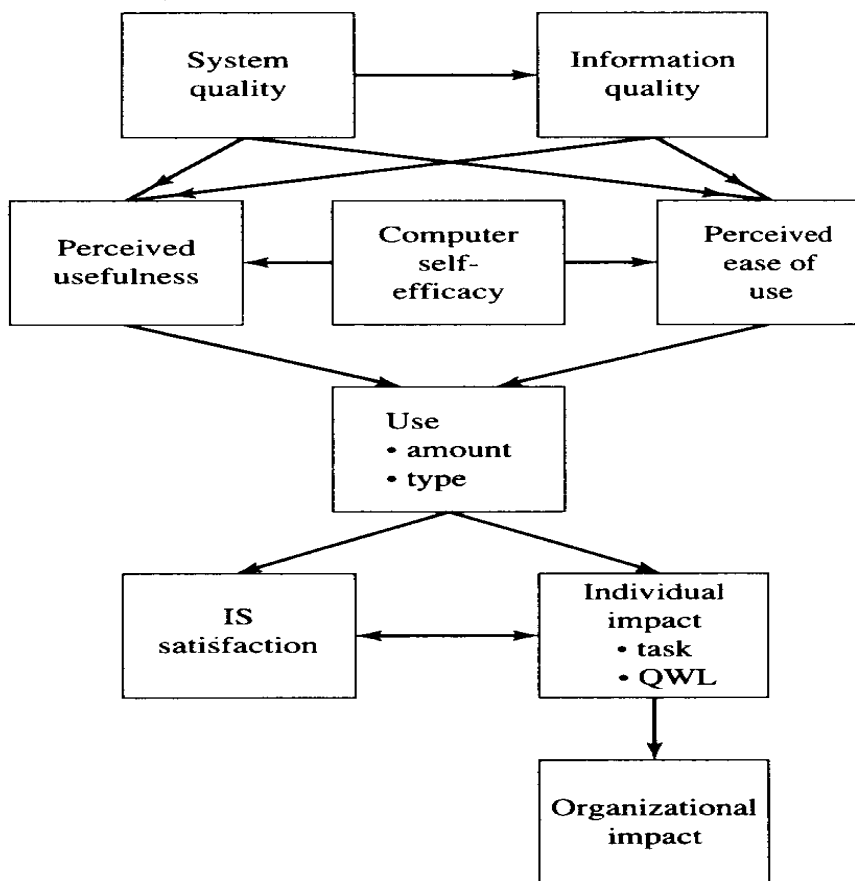 System
quality
Information
quality
Perceived
usefulness
Computer
self-
efficacy
Perceived
ease of
use
Use
• amount
• type
IS
satisfaction
Individual
impact
• task
• QWL
Organizational
impact